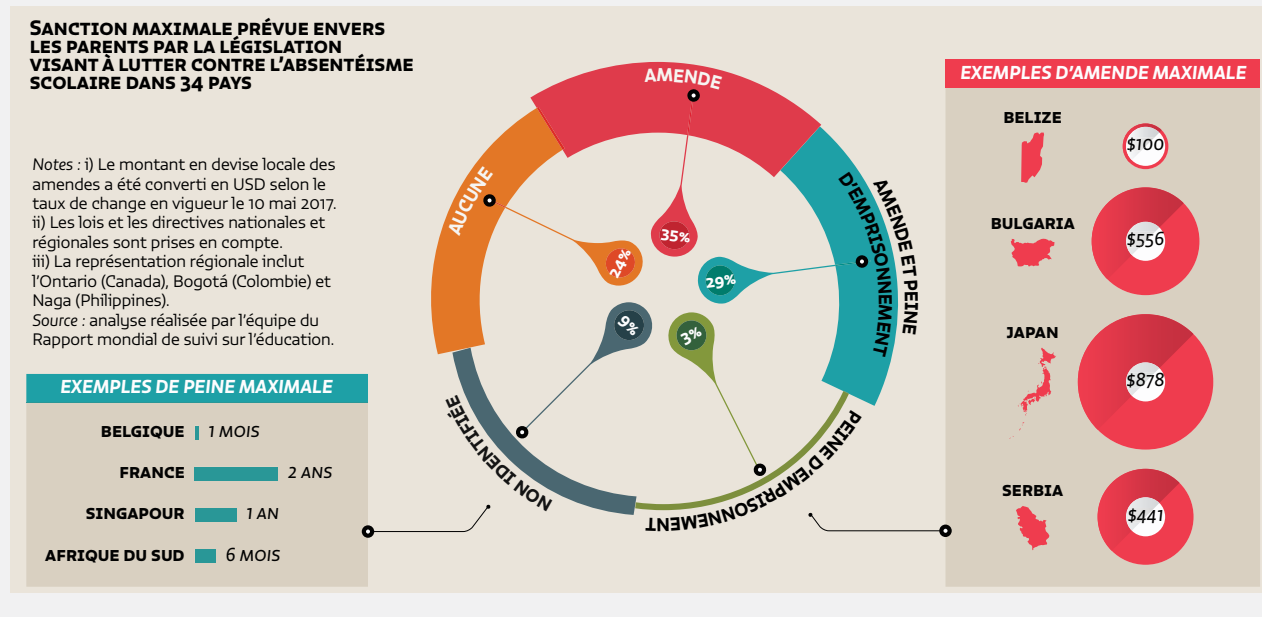 SANCTION MAXIMALE PRÉVUE ENVERS
LES PARENTS PAR LA LÉGISLATION
VISANT À LUTTER CONTRE L'ABSENTÉISME
SCOLAIRE DANS 34 PAYS
Notes : i) Le montant en devise locale des
amendes a été converti en USD selon le
taux de change en vigueur le 10 mai 2017.
ii) Les lois et les directives nationales et
régionales sont prises en compte.
iii) La représentation régionale inclut
l'Ontario (Canada), Bogotá (Colombie) et
Naga (Philippines).
Source : analyse réalisée par l'équipe du
Rapport mondial de suivi sur l'éducation.
EXEMPLES DE PEINE MAXIMALE
BELGIQUE 1 MOIS
FRANCE 2 ANS
SINGAPOUR 1 AN
AFRIQUE DU SUD 6 MOIS
AMENDE
35%
AMENDE ET PEINE
D'EMPRISONNEMENT
29%
PEINE D'EMPRISONNEMENT
3%
NON IDENTIFIÉE
9%
AUCUNE
24%
EXEMPLES D'AMENDE MAXIMALE
BELIZE
$100
BULGARIA
$556
JAPAN
$878
SERBIA
$441